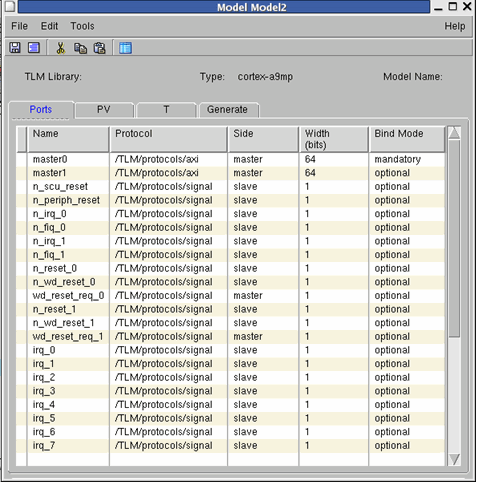 Model Model2
File Edit Tools Help
TLM Library: Type: cortex-a9mp Model Name:
Ports PV T Generate
Name Protocol Side Width (bits) Bind Mode
master0 /TLM/protocols/axi master 64 mandatory
master1 /TLM/protocols/axi master 64 optional
n_scu_reset /TLM/protocols/signal slave 1 optional
n_periph_reset /TLM/protocols/signal slave 1 optional
n_irq_0 /TLM/protocols/signal slave 1 optional
n_fiq_0 /TLM/protocols/signal slave 1 optional
n_irq_1 /TLM/protocols/signal slave 1 optional
n_fiq_1 /TLM/protocols/signal slave 1 optional
n_reset_0 /TLM/protocols/signal slave 1 optional
n_wd_reset_0 /TLM/protocols/signal slave 1 optional
wd_reset_req_0 /TLM/protocols/signal master 1 optional
n_reset_1 /TLM/protocols/signal slave 1 optional
n_wd_reset_1 /TLM/protocols/signal slave 1 optional
wd_reset_req_1 /TLM/protocols/signal master 1 optional
irq_0 /TLM/protocols/signal slave 1 optional
irq_1 /TLM/protocols/signal slave 1 optional
irq_2 /TLM/protocols/signal slave 1 optional
irq_3 /TLM/protocols/signal slave 1 optional
irq_4 /TLM/protocols/signal slave 1 optional
irq_5 /TLM/protocols/signal slave 1 optional
irq_6 /TLM/protocols/signal slave 1 optional
irq_7 /TLM/protocols/signal slave 1 optional